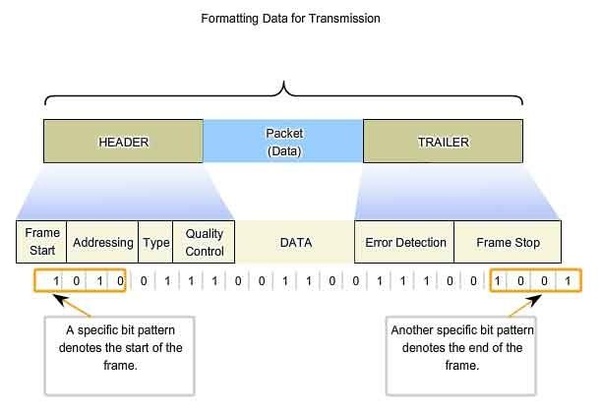 Formatting Data for Transmission
HEADER
Packet
(Data)
TRAILER
Frame
Start
Addressing
Type
Quality
Control
DATA
Error Detection
Frame Stop
1 0 1 0 0 1 1 1 1 0 0 1 1 0 0 1 1 1 0 0 1 0 0 1
A specific bit pattern
denotes the start of the
frame.
Another specific bit pattern
denotes the end of the
frame.